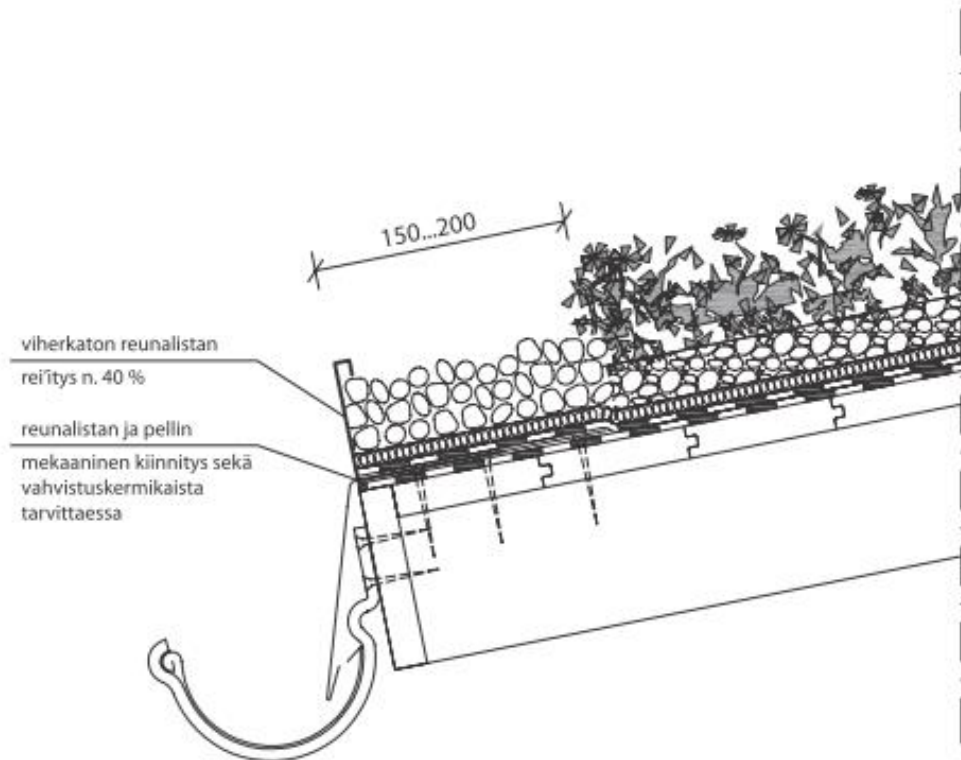 150...200
viherkaton reunalistan
rei'itys n. 40 %
reunalistan ja pellin
mekaaninen kiinnitys sekä
vahvistuskermikaista
tarvittaessa